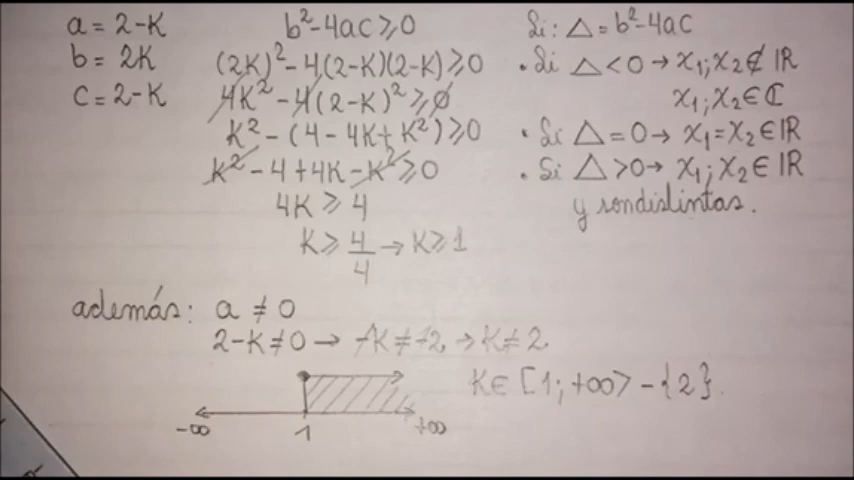 a = 2-K
b = 2K
c = 2-K
b²-4ac ≥ 0
(2K)² - 4(2-K)(2-K) ≥ 0
4K² - 4(2-K)² ≥ 0
K² - (4 - 4K + K²) ≥ 0
K² - 4 + 4K - K² ≥ 0
4K ≥ 4
K ≥ 4/4 → K ≥ 1
Si: △ = b²-4ac
• Si △ < 0 → x₁; x₂ ∉ IR
x₁; x₂ ∈ ℂ
• Si △ = 0 → x₁ = x₂ ∈ IR
• Si △ > 0 → x₁; x₂ ∈ IR
y son distintas.
además: a ≠ 0
2-K ≠ 0 → -K ≠ -2 → K ≠ 2
-∞ 1 +∞
K ∈ [1; +∞> - {2}.